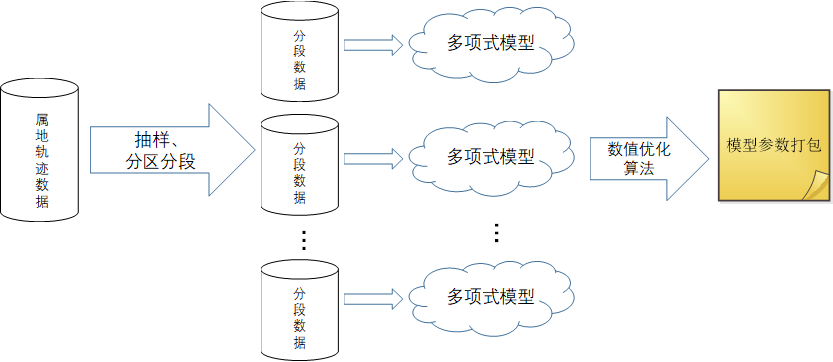 属地轨迹数据
抽样、
分区分段
分段数据
多项式模型
分段数据
多项式模型
分段数据
多项式模型
数值优化
算法
模型参数打包